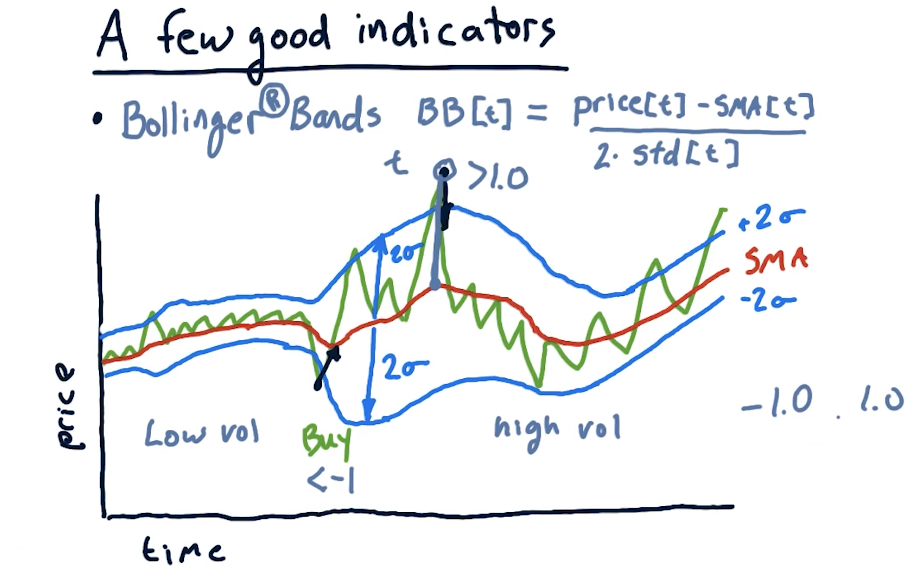 A few good indicators
• Bollinger® Bands BB[t] = price[t] - SMA[t]
2. std[t]
t >1.0
+2σ
2σ
SMA
-2σ
2σ
price
-1.0 . 1.0
Low vol
Buy
high vol
<-1
time